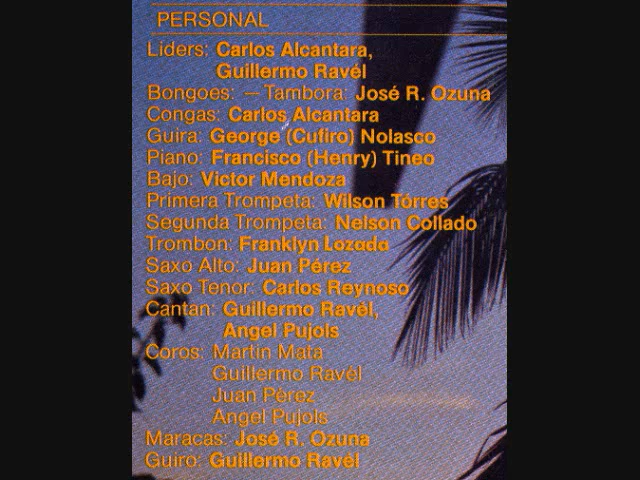 PERSONAL
Liders: Carlos Alcantara,
Guillermo Ravél
Bongoes: — Tambora: José R. Ozuna
Congas: Carlos Alcantara
Guira: George (Cufiro) Nolasco
Piano: Francisco (Henry) Tineo
Bajo: Victor Mendoza
Primera Trompeta: Wilson Tórres
Segunda Trompeta: Nelson Collado
Trombon: Franklyn Lozada
Saxo Alto: Juan Pérez
Saxo Tenor: Carlos Reynoso
Cantan: Guillermo Ravél,
Angel Pujols
Coros: Martín Mata
Guillermo Ravél
Juan Pérez
Angel Pujols
Maracas: José R. Ozuna
Guiro: Guillermo Ravél